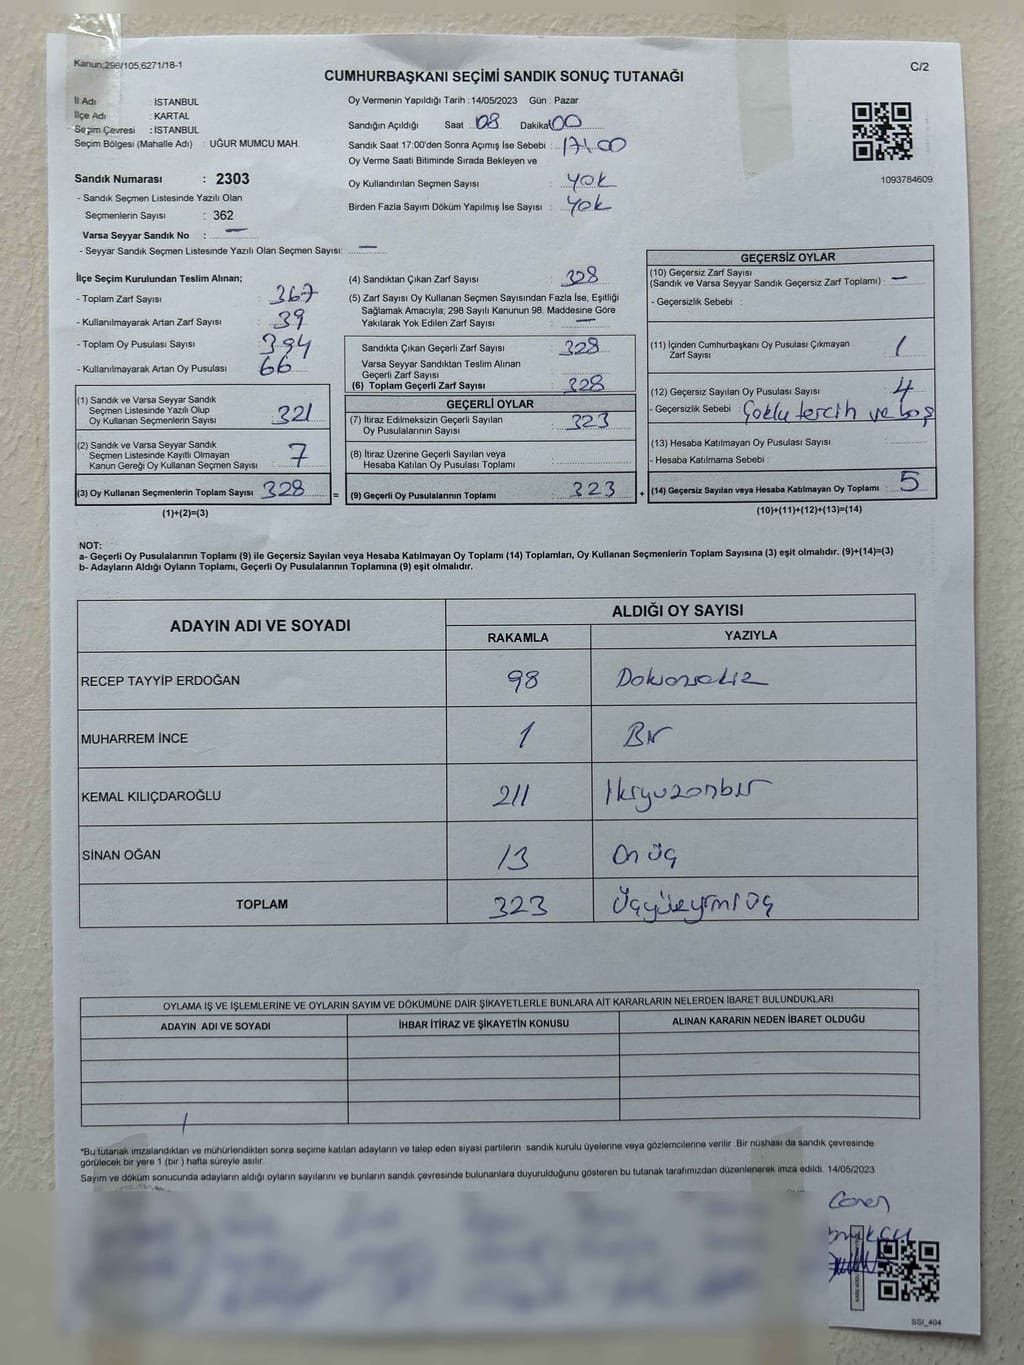 Kanun;298/105,6271/18-1
CUMHURBAŞKANI SEÇİMİ SANDIK SONUÇ TUTANAĞI
C/2
İl Adı : İSTANBUL
İlçe Adı : KARTAL
Seçim Çevresi : İSTANBUL
Seçim Bölgesi (Mahalle Adı) : UĞUR MUMCU MAH.
Sandık Numarası : 2303
- Sandık Seçmen Listesinde Yazılı Olan
Seçmenlerin Sayısı : 362
Varsa Seyyar Sandık No : —
- Seyyar Sandık Seçmen Listesinde Yazılı Olan Seçmen Sayısı: —
Oy Vermenin Yapıldığı Tarih : 14/05/2023 Gün : Pazar
Sandığın Açıldığı Saat : 08 Dakika 00
Sandık Saat 17:00'den Sonra Açımış İse Sebebi : 17:00
Oy Verme Saati Bitiminde Sırada Bekleyen ve
Oy Kullandırılan Seçmen Sayısı : Yok
Birden Fazla Sayım Döküm Yapılmış İse Sayısı : Yok
1093784609
İlçe Seçim Kurulundan Teslim Alınan;
- Toplam Zarf Sayısı : 367
- Kullanılmayarak Artan Zarf Sayısı : 39
- Toplam Oy Pusulası Sayısı : 394
- Kullanılmayarak Artan Oy Pusulası : 66
(1) Sandık ve Varsa Seyyar Sandık
Seçmen Listesinde Yazılı Olup
Oy Kullanan Seçmenlerin Sayısı : 321
(2) Sandık ve Varsa Seyyar Sandık
Seçmen Listesinde Kayıtlı Olmayan
Kanun Gereği Oy Kullanan Seçmen Sayısı : 7
(3) Oy Kullanan Seçmenlerin Toplam Sayısı 328
=
(1)+(2)=(3)
(4) Sandıktan Çıkan Zarf Sayısı : 328
(5) Zarf Sayısı Oy Kullanan Seçmen Sayısından Fazla İse, Eşitliği
Sağlamak Amacıyla; 298 Sayılı Kanunun 98. Maddesine Göre
Yakılarak Yok Edilen Zarf Sayısı : —
Sandıkta Çıkan Geçerli Zarf Sayısı : 328
Varsa Seyyar Sandıktan Teslim Alınan
Geçerli Zarf Sayısı :
(6) Toplam Geçerli Zarf Sayısı : 328
GEÇERLİ OYLAR
(7) İtiraz Edilmeksizin Geçerli Sayılan
Oy Pusulalarının Sayısı : 323
(8) İtiraz Üzerine Geçerli Sayılan veya
Hesaba Katılan Oy Pusulası Toplamı :
(9) Geçerli Oy Pusulalarının Toplamı : 323
+
GEÇERSİZ OYLAR
(10) Geçersiz Zarf Sayısı
(Sandık ve Varsa Seyyar Sandık Geçersiz Zarf Toplamı) : —
- Geçersizlik Sebebi :
(11) İçinden Cumhurbaşkanı Oy Pusulası Çıkmayan
Zarf Sayısı : 1
(12) Geçersiz Sayılan Oy Pusulası Sayısı : 4
- Geçersizlik Sebebi : Çoklu tercih ve boş
(13) Hesaba Katılmayan Oy Pusulası Sayısı :
- Hesaba Katılmama Sebebi :
(14) Geçersiz Sayılan veya Hesaba Katılmayan Oy Toplamı : 5
(10)+(11)+(12)+(13)=(14)
NOT:
a- Geçerli Oy Pusulalarının Toplamı (9) ile Geçersiz Sayılan veya Hesaba Katılmayan Oy Toplamı (14) Toplamları, Oy Kullanan Seçmenlerin Toplam Sayısına (3) eşit olmalıdır. (9)+(14)=(3)
b- Adayların Aldığı Oyların Toplamı, Geçerli Oy Pusulalarının Toplamına (9) eşit olmalıdır.
ADAYIN ADI VE SOYADI ALDIĞI OY SAYISI
RAKAMLA YAZIYLA
RECEP TAYYİP ERDOĞAN 98 Doksansekiz
MUHARREM İNCE 1 Bir
KEMAL KILIÇDAROĞLU 211 İkiyüzonbir
SİNAN OĞAN 13 On üç
TOPLAM 323 Üçyüzyirmi üç
OYLAMA İŞ VE İŞLEMLERİNE VE OYLARIN SAYIM VE DÖKÜMÜNE DAİR ŞİKAYETLERLE BUNLARA AİT KARARLARIN NELERDEN İBARET BULUNDUKLARI
ADAYIN ADI VE SOYADI İHBAR İTİRAZ VE ŞİKAYETİN KONUSU ALINAN KARARIN NEDEN İBARET OLDUĞU
*Bu tutanak imzalandıktan ve mühürlendikten sonra seçime katılan adayların ve talep eden siyasi partilerin sandık kurulu üyelerine veya gözlemcilerine verilir. Bir nüshası da sandık çevresinde
görülecek bir yere 1 (bir ) hafta süreyle asılır.
Sayım ve döküm sonucunda adayların aldığı oyların sayılarını ve bunların sandık çevresinde bulunanlara duyurulduğunu gösteren bu tutanak tarafımızdan düzenlenerek imza edildi. 14/05/2023
SSI_404